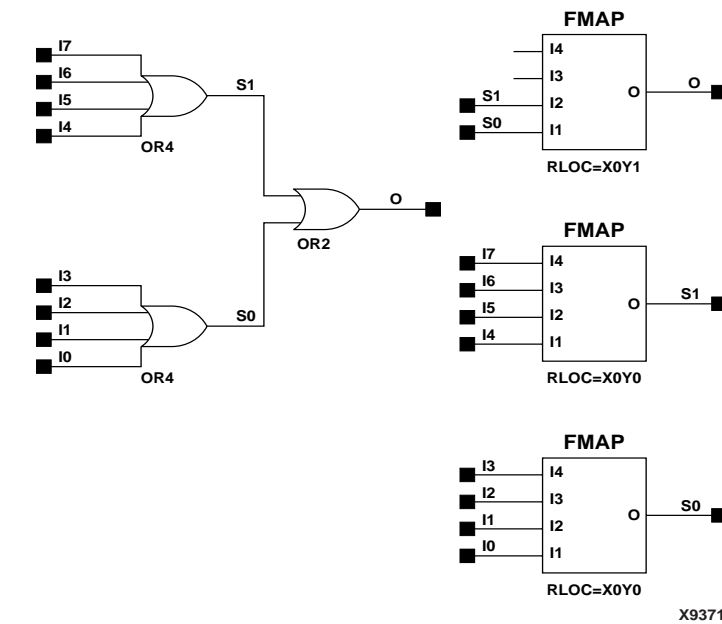 I7
I6
I5
I4
S1
OR4
O
OR2
I3
I2
I1
I0
S0
OR4
FMAP
I4
I3
S1
I2
S0
I1
O
O
RLOC=X0Y1
FMAP
I7
I4
I6
I3
I5
I2
I4
I1
O
S1
RLOC=X0Y0
FMAP
I3
I4
I2
I3
I1
I2
I0
I1
O
S0
RLOC=X0Y0
X9371